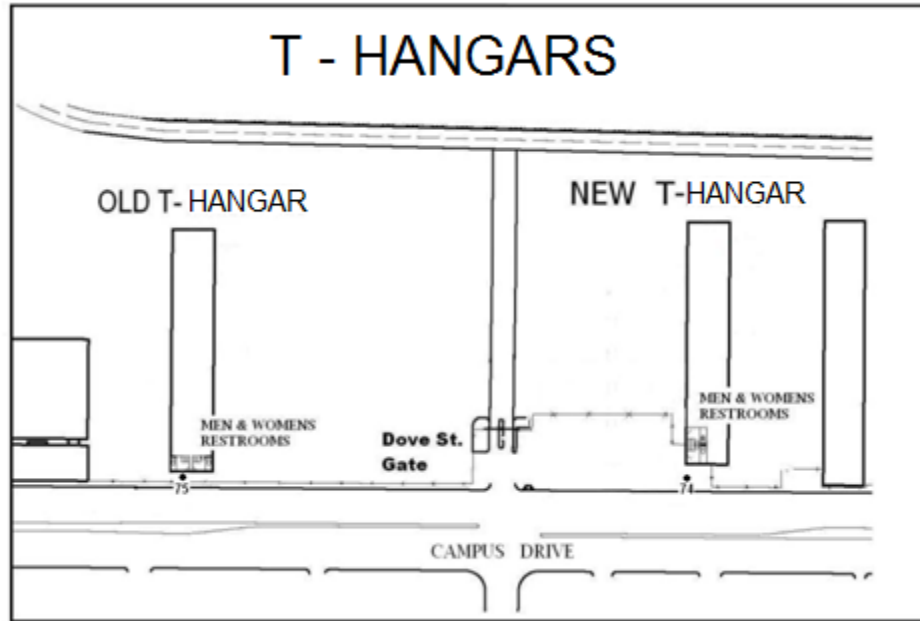 T - HANGARS
OLD T- HANGAR
NEW T-HANGAR
MEN & WOMENS
RESTROOMS
MEN & WOMENS
RESTROOMS
Dove St.
Gate
75
74
CAMPUS DRIVE